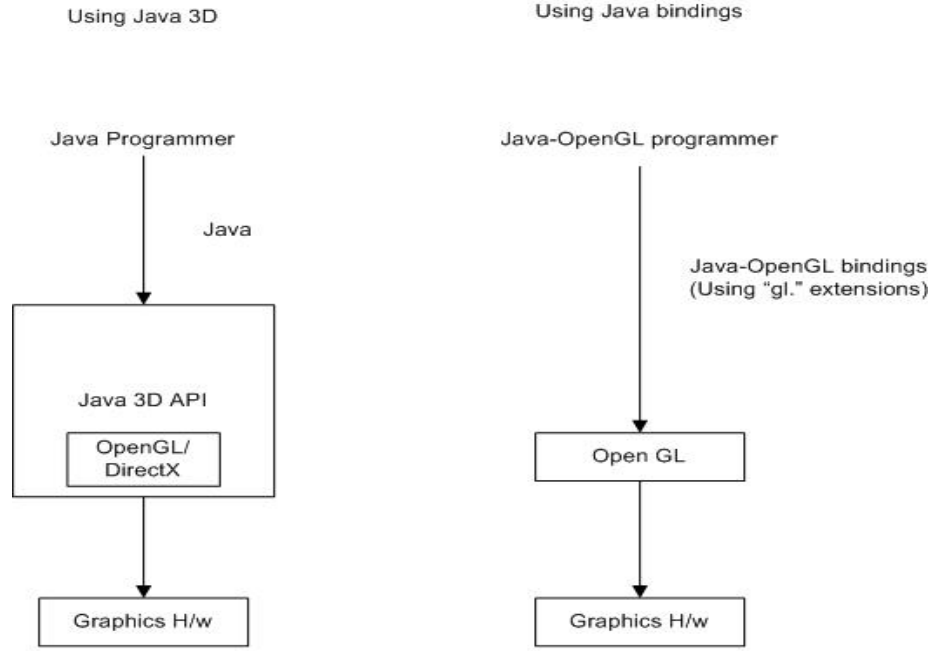 Using Java 3D
Using Java bindings
Java Programmer
Java-OpenGL programmer
Java
Java-OpenGL bindings
(Using “gl.” extensions)
Java 3D API
OpenGL/
DirectX
Open GL
Graphics H/w
Graphics H/w